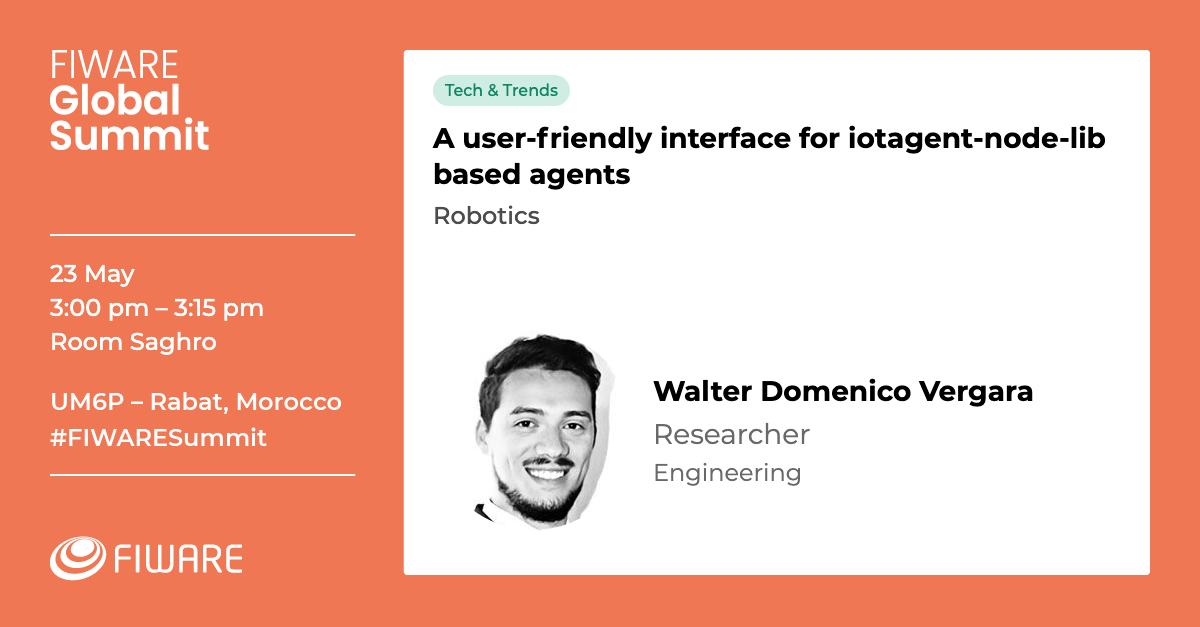 FIWARE
Global
Summit
23 May
3:00 pm – 3:15 pm
Room Saghro
UM6P – Rabat, Morocco
#FIWARESummit
FIWARE
Tech & Trends
A user-friendly interface for iotagent-node-lib
based agents
Robotics
Walter Domenico Vergara
Researcher
Engineering